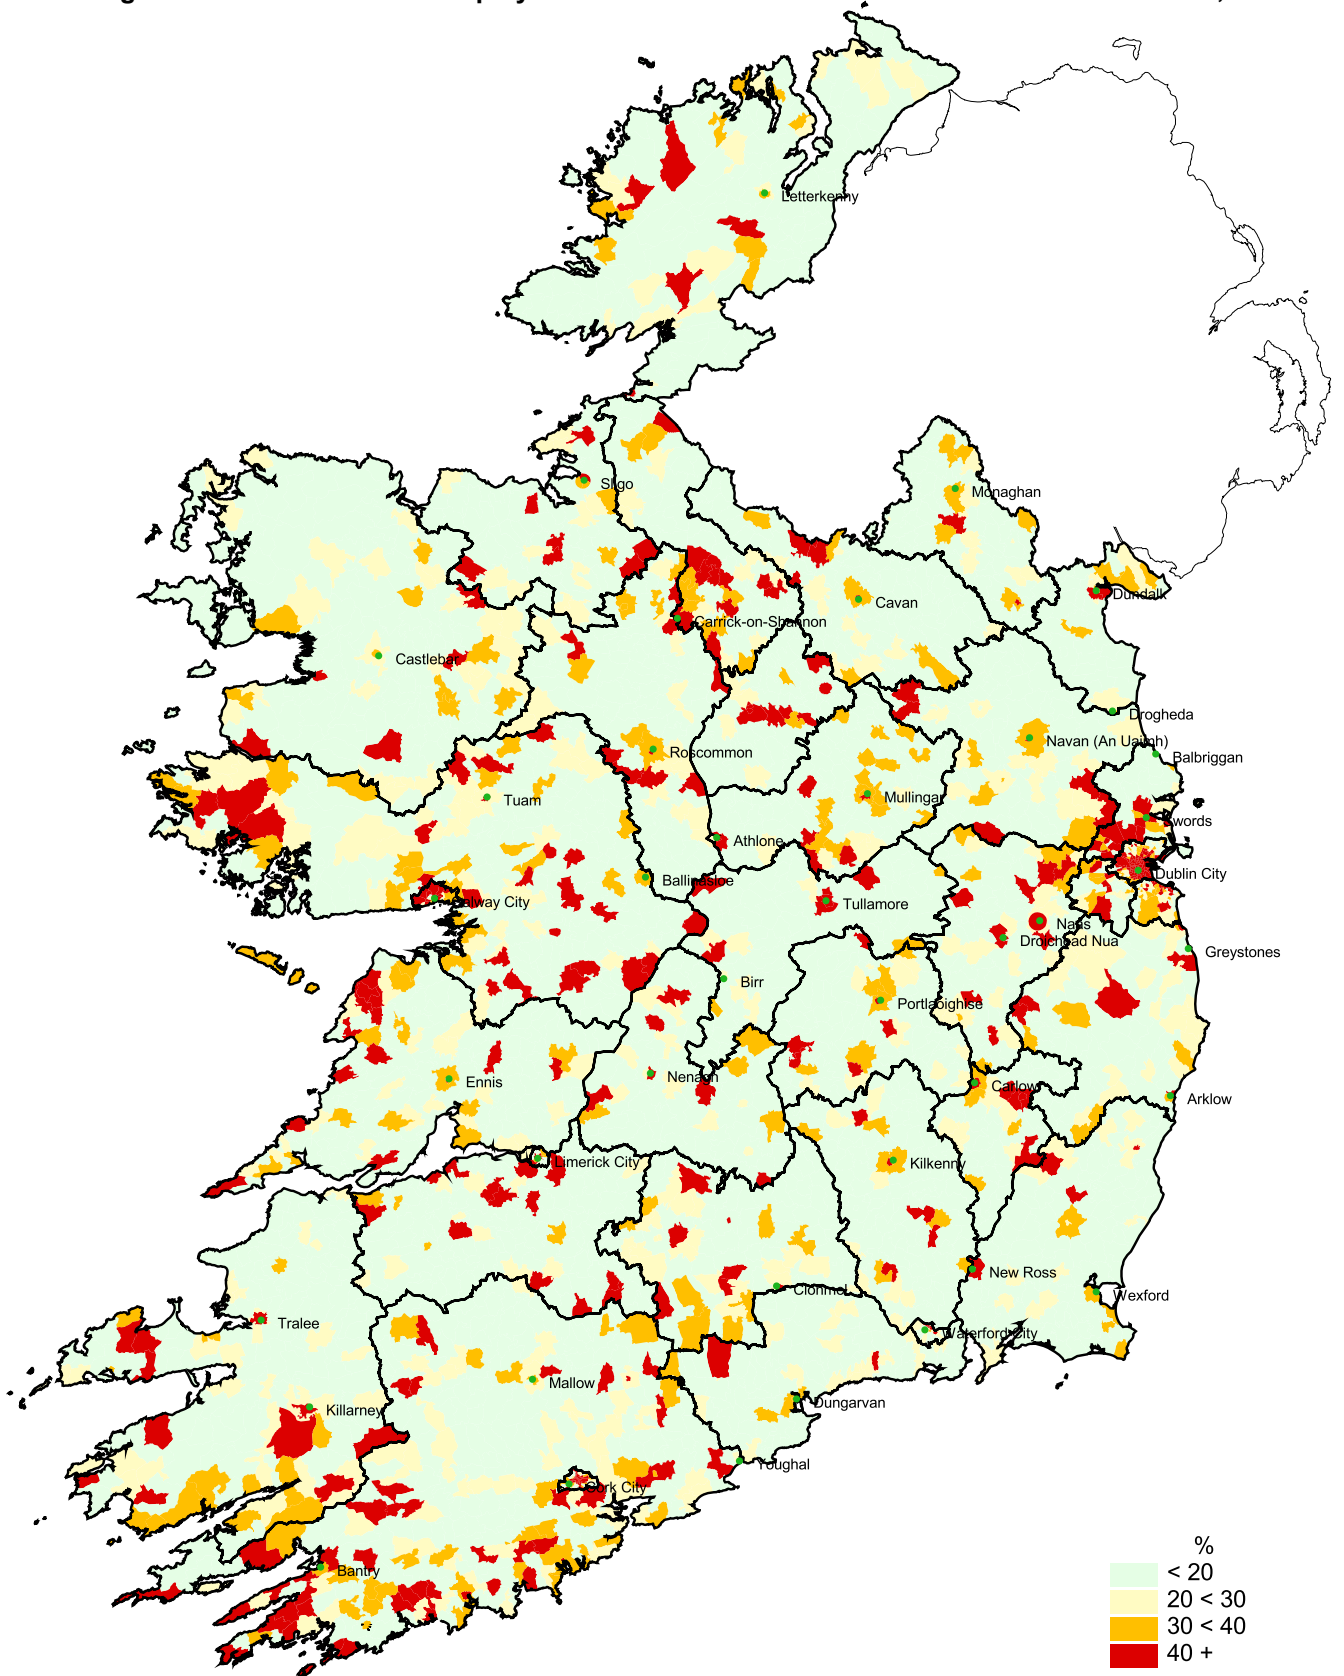 Letterkenny
Sligo
Monaghan
Dundalk
Cavan
Carrick-on-Shannon
Castlebar
Drogheda
Navan (An Uaimh)
Roscommon
Balbriggan
Tuam
Mullingar
Swords
Athlone
Dublin City
Ballinasloe
Galway City
Tullamore
Naas
Droichead Nua
Greystones
Birr
Portlaoighise
Ennis
Nenagh
Carlow
Arklow
Limerick City
Kilkenny
New Ross
Clonmel
Wexford
Tralee
Waterford City
Mallow
Killarney
Dungarvan
Youghal
Cork City
Bantry
%
< 20
20 < 30
30 < 40
40 +